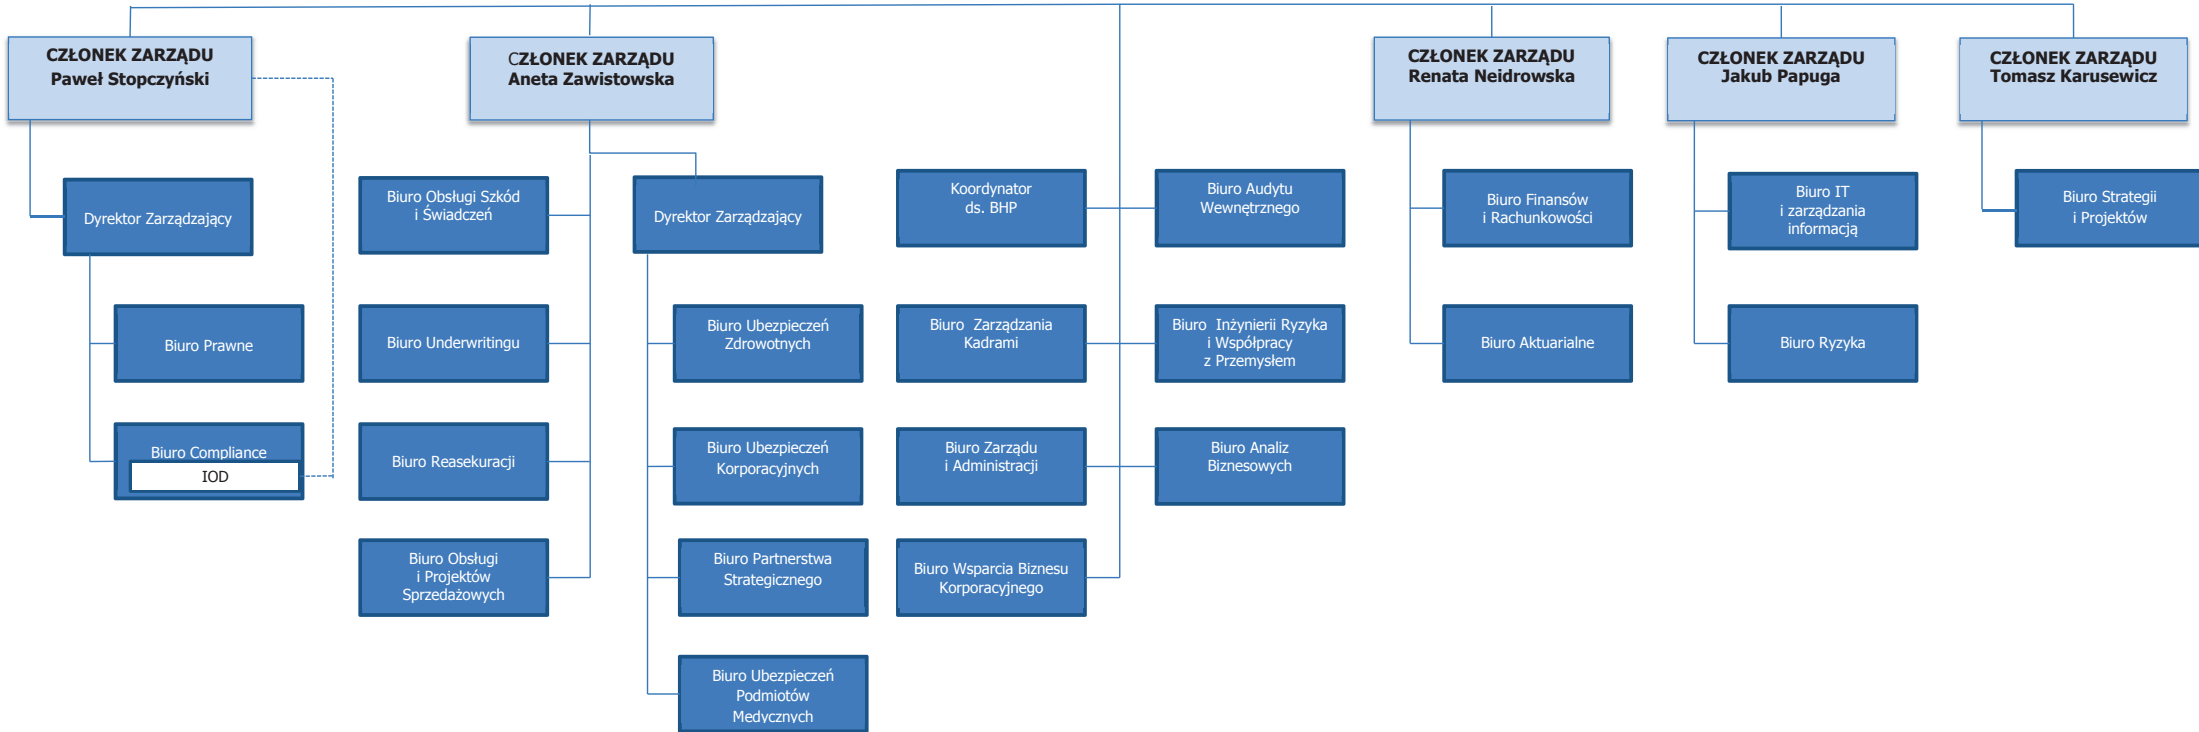 CZŁONEK ZARZĄDU
Paweł Stopczyński
CZŁONEK ZARZĄDU
Aneta Zawistowska
CZŁONEK ZARZĄDU
Renata Neidrowska
CZŁONEK ZARZĄDU
Jakub Papuga
CZŁONEK ZARZĄDU
Tomasz Karusewicz
Dyrektor Zarządzający
Biuro Prawne
Biuro Compliance
IOD
Biuro Obsługi Szkód
i Świadczeń
Biuro Underwritingu
Biuro Reasekuracji
Biuro Obsługi
i Projektów
Sprzedażowych
Dyrektor Zarządzający
Biuro Ubezpieczeń
Zdrowotnych
Biuro Ubezpieczeń
Korporacyjnych
Biuro Partnerstwa
Strategicznego
Biuro Ubezpieczeń
Podmiotów
Medycznych
Koordynator
ds. BHP
Biuro Zarządzania
Kadrami
Biuro Zarządu
i Administracji
Biuro Wsparcia Biznesu
Korporacyjnego
Biuro Audytu
Wewnętrznego
Biuro Inżynierii Ryzyka
i Współpracy
z Przemysłem
Biuro Analiz
Biznesowych
Biuro Finansów
i Rachunkowości
Biuro Aktuarialne
Biuro IT
i zarządzania
informacją
Biuro Ryzyka
Biuro Strategii
i Projektów